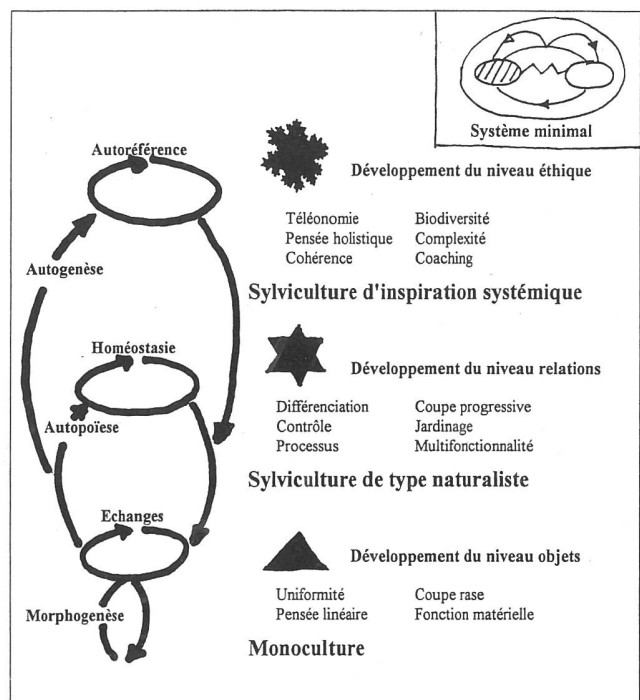 Système minimal
Autoréférence
Développement du niveau éthique
Téléonomie Biodiversité
Pensée holistique Complexité
Cohérence Coaching
Autogenèse
Sylviculture d'inspiration systémique
Homéostasie
Développement du niveau relations
Différenciation Coupe progressive
Contrôle Jardinage
Processus Multifonctionnalité
Autopoïese
Sylviculture de type naturaliste
Echanges
Développement du niveau objets
Uniformité Coupe rase
Pensée linéaire Fonction matérielle
Morphogenèse
Monoculture